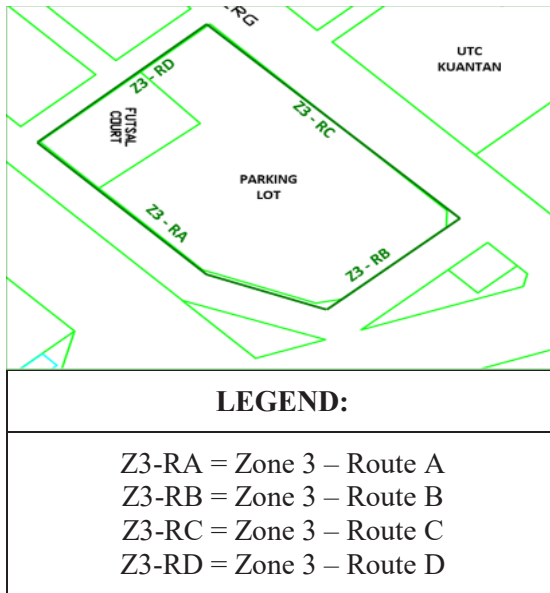 RG
UTC
KUANTAN
Z3 - RD
FUTSAL
COURT
Z3 - RC
PARKING
LOT
Z3 - RA
Z3 - RB
LEGEND:
Z3-RA = Zone 3 – Route A
Z3-RB = Zone 3 – Route B
Z3-RC = Zone 3 – Route C
Z3-RD = Zone 3 – Route D